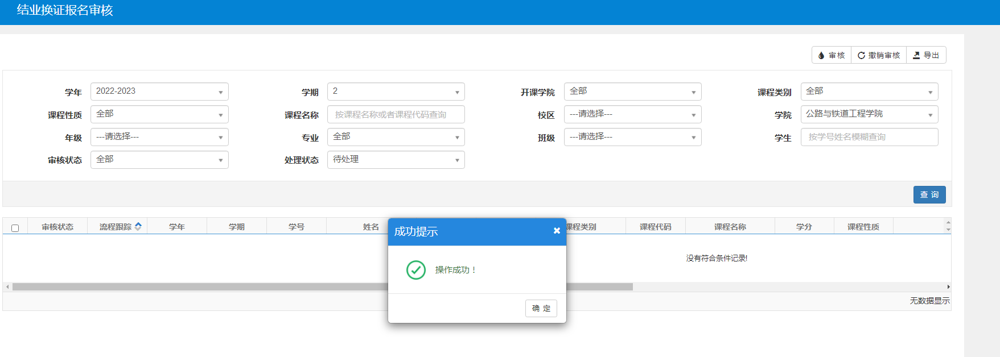 结业换证报名审核
审核 撤销审核 导出
学年 2022-2023 学期 2 开课学院 全部 课程类别 全部
课程性质 全部 课程名称 按课程名称或者课程代码查询 校区 ---请选择--- 学院 公路与铁道工程学院
年级 ---请选择--- 专业 全部 班级 ---请选择--- 学生 按学号姓名模糊查询
审核状态 全部 处理状态 待处理
查 询
审核状态 流程跟踪 学年 学期 学号 姓名 课程类别 课程代码 课程名称 学分 课程性质
成功提示
没有符合条件记录!
操作成功！
无数据显示
确 定